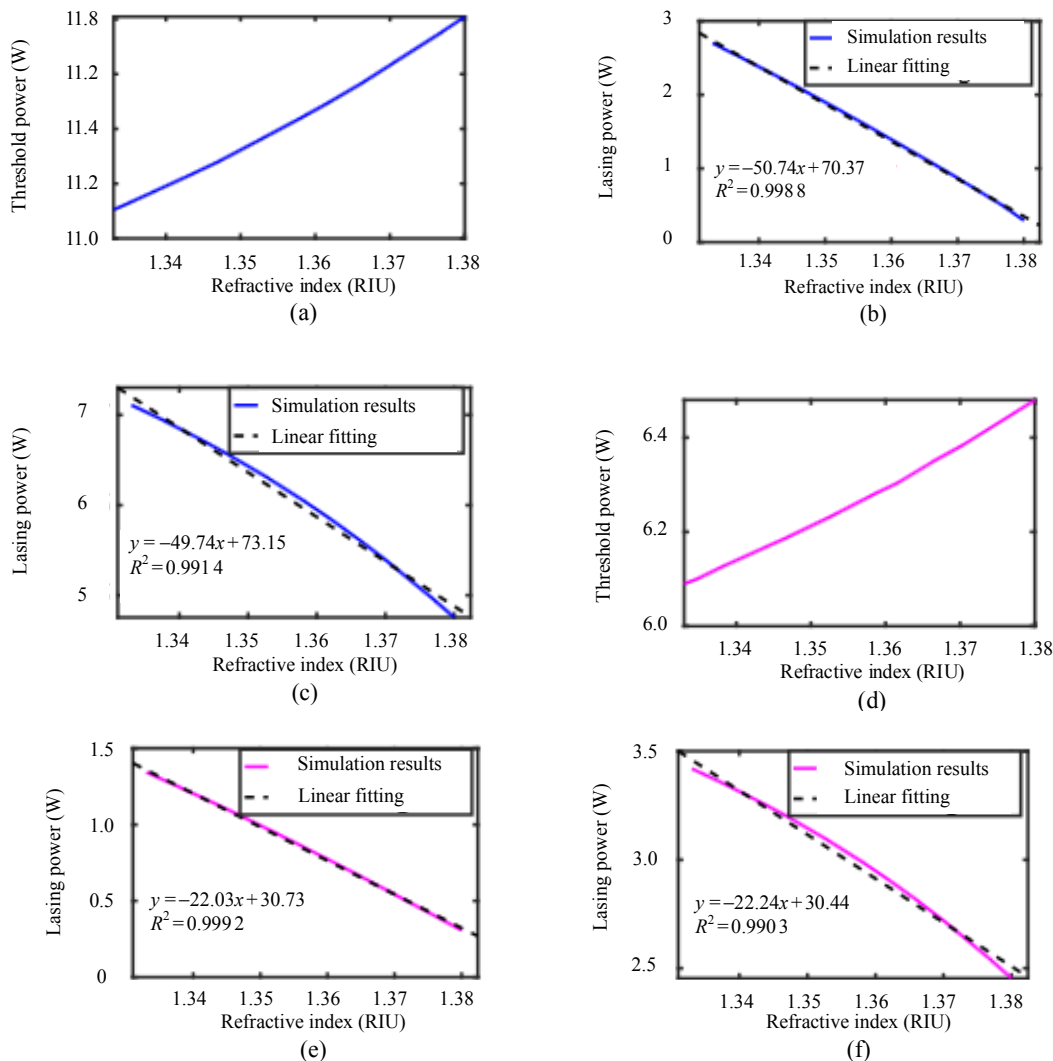 11.8
11.2
11.4
11.2
11.0
Threshold power (W)
1.34 1.35 1.36 1.37 1.38
Refractive index (RIU)
(a)
3
2
1
0
Lasing power (W)
Simulation results
Linear fitting
y=−50.74x+70.37
R²=0.9988
1.34 1.35 1.36 1.37 1.38
Refractive index (RIU)
(b)
7
6
5
Lasing power (W)
Simulation results
Linear fitting
y=−49.74x+73.15
R²=0.9914
1.34 1.35 1.36 1.37 1.38
Refractive index (RIU)
(c)
6.4
6.2
6.0
Threshold power (W)
1.34 1.35 1.36 1.37 1.38
Refractive index (RIU)
(d)
1.5
1.0
0.5
0
Lasing power (W)
Simulation results
Linear fitting
y=−22.03x+30.73
R²=0.9992
1.34 1.35 1.36 1.37 1.38
Refractive index (RIU)
(e)
3.5
3.0
2.5
Lasing power (W)
Simulation results
Linear fitting
y=−22.24x+30.44
R²=0.9903
1.34 1.35 1.36 1.37 1.38
Refractive index (RIU)
(f)